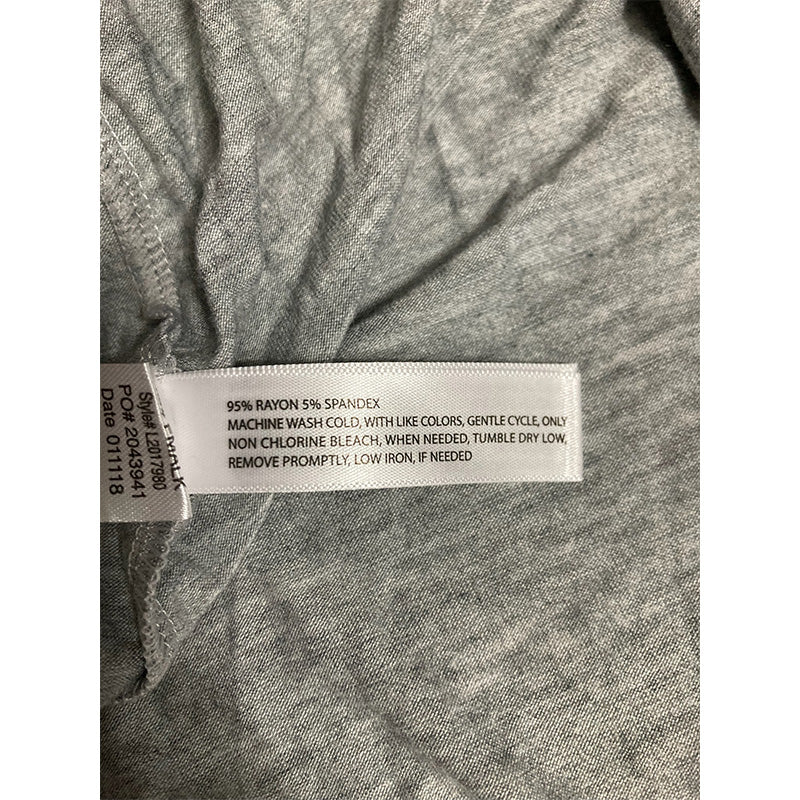 95% RAYON 5% SPANDEX
MACHINE WASH COLD, WITH LIKE COLORS, GENTLE CYCLE, ONLY
NON CHLORINE BLEACH, WHEN NEEDED, TUMBLE DRY LOW,
REMOVE PROMPTLY, LOW IRON, IF NEEDED
Style# L2017980
PO# 2043941
Date 011118